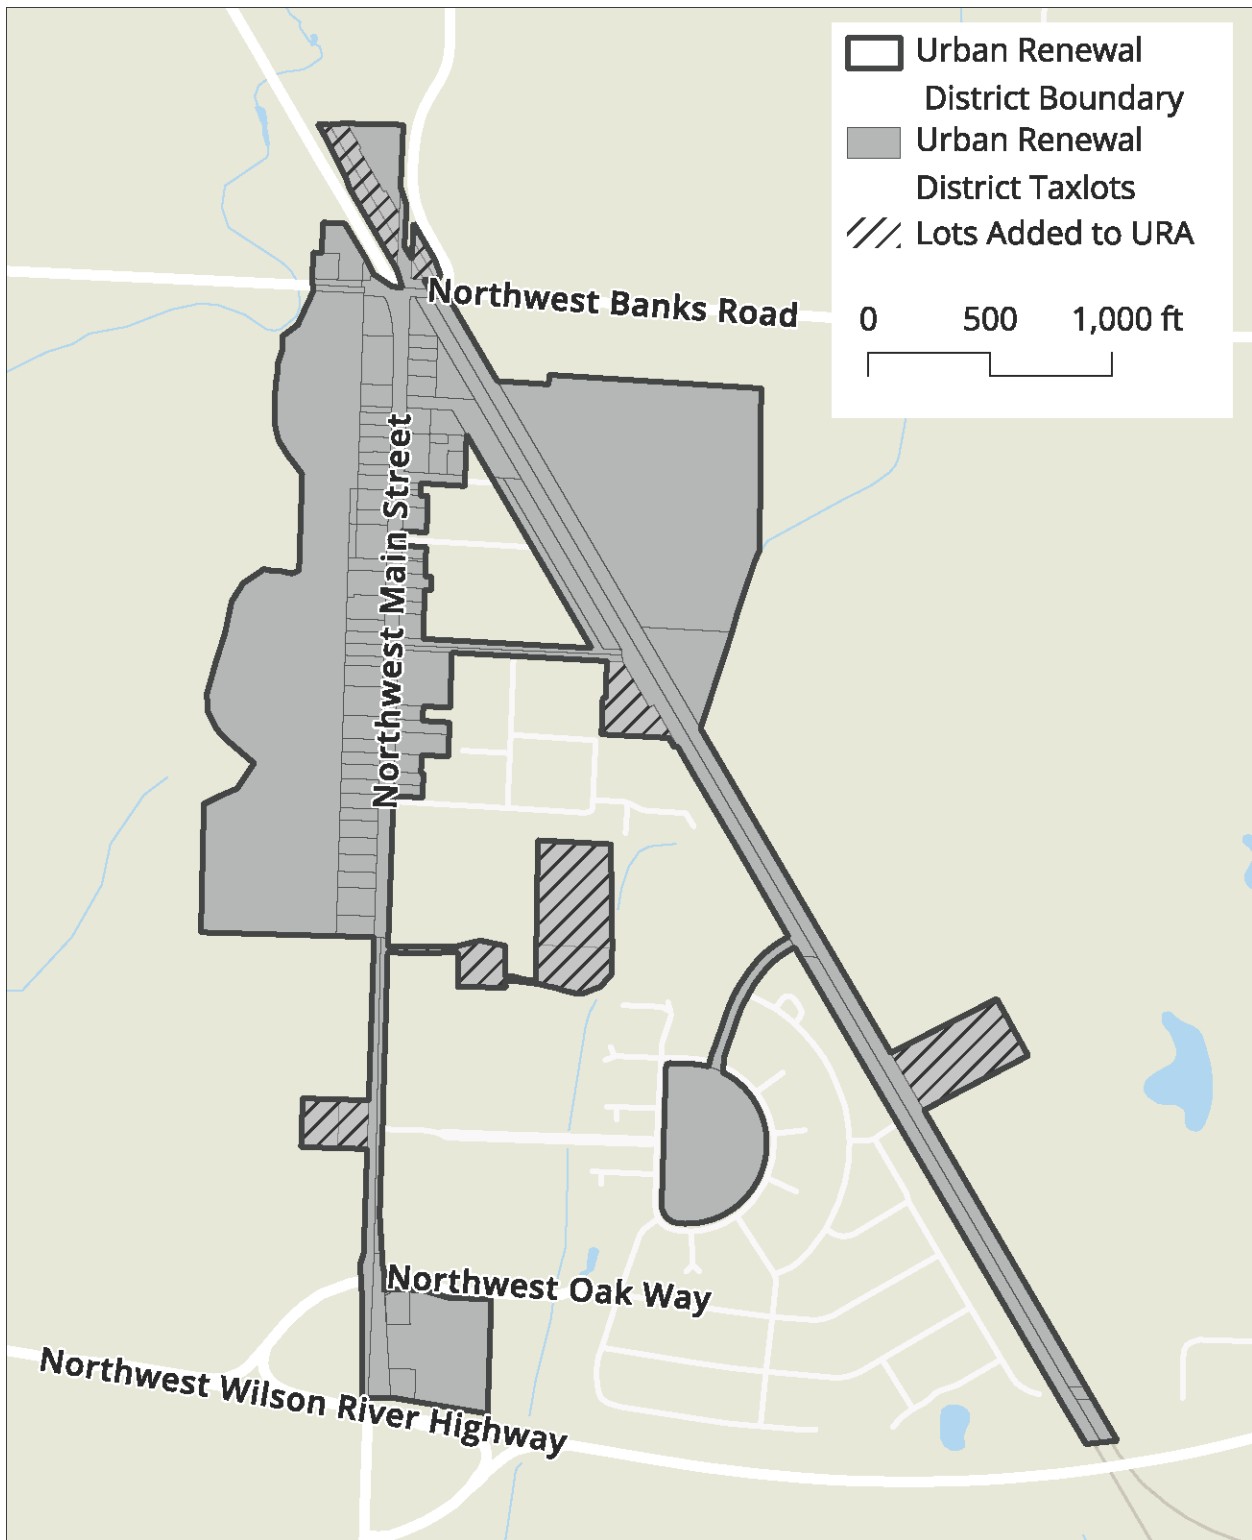 Urban Renewal
District Boundary
Urban Renewal
District Taxlots
Lots Added to URA
0 500 1,000 ft
Northwest Banks Road
Northwest Main Street
Northwest Oak Way
Northwest Wilson River Highway